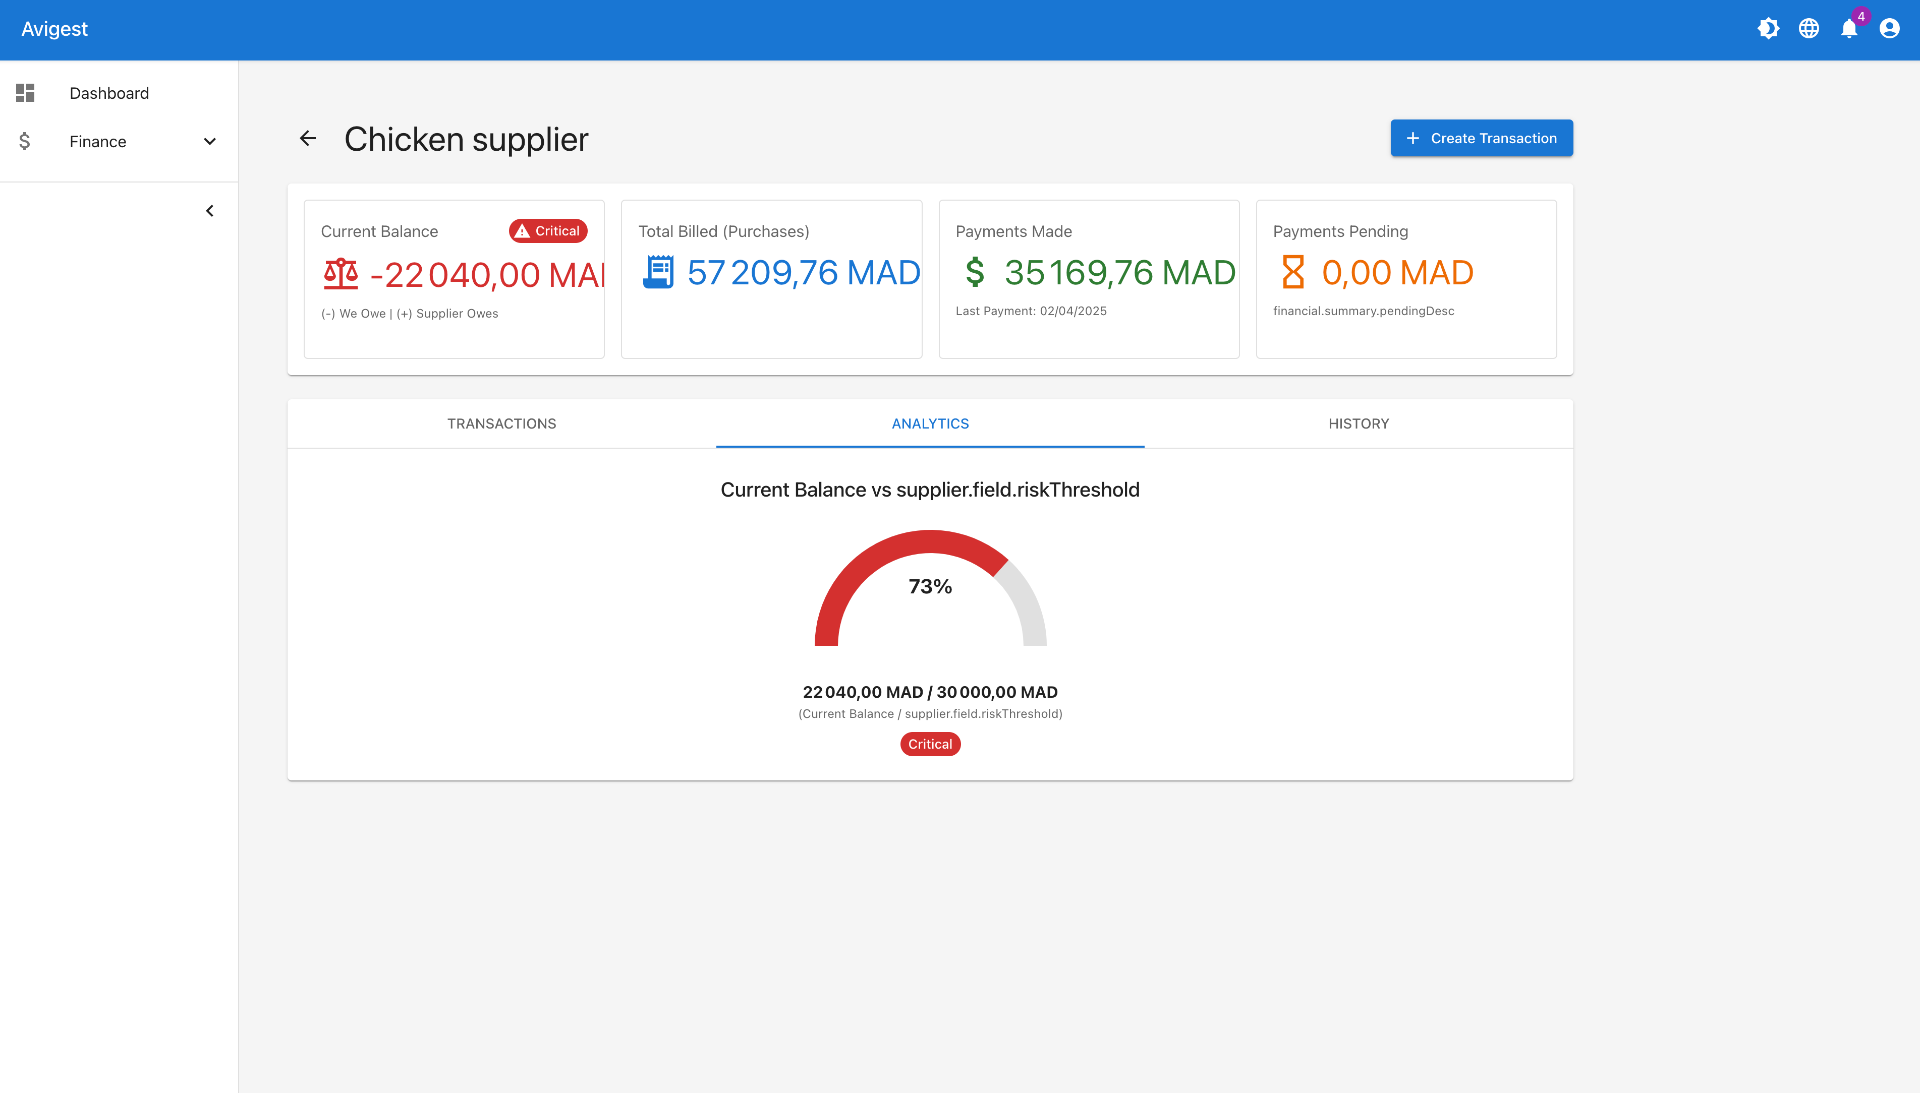 Avigest
4
Dashboard
Finance
Chicken supplier
Create Transaction
Current Balance
Critical
-22 040,00 MAD
(-) We Owe | (+) Supplier Owes
Total Billed (Purchases)
57 209,76 MAD
Payments Made
35 169,76 MAD
Last Payment: 02/04/2025
Payments Pending
0,00 MAD
financial.summary.pendingDesc
TRANSACTIONS
ANALYTICS
HISTORY
Current Balance vs supplier.field.riskThreshold
73%
22 040,00 MAD / 30 000,00 MAD
(Current Balance / supplier.field.riskThreshold)
Critical